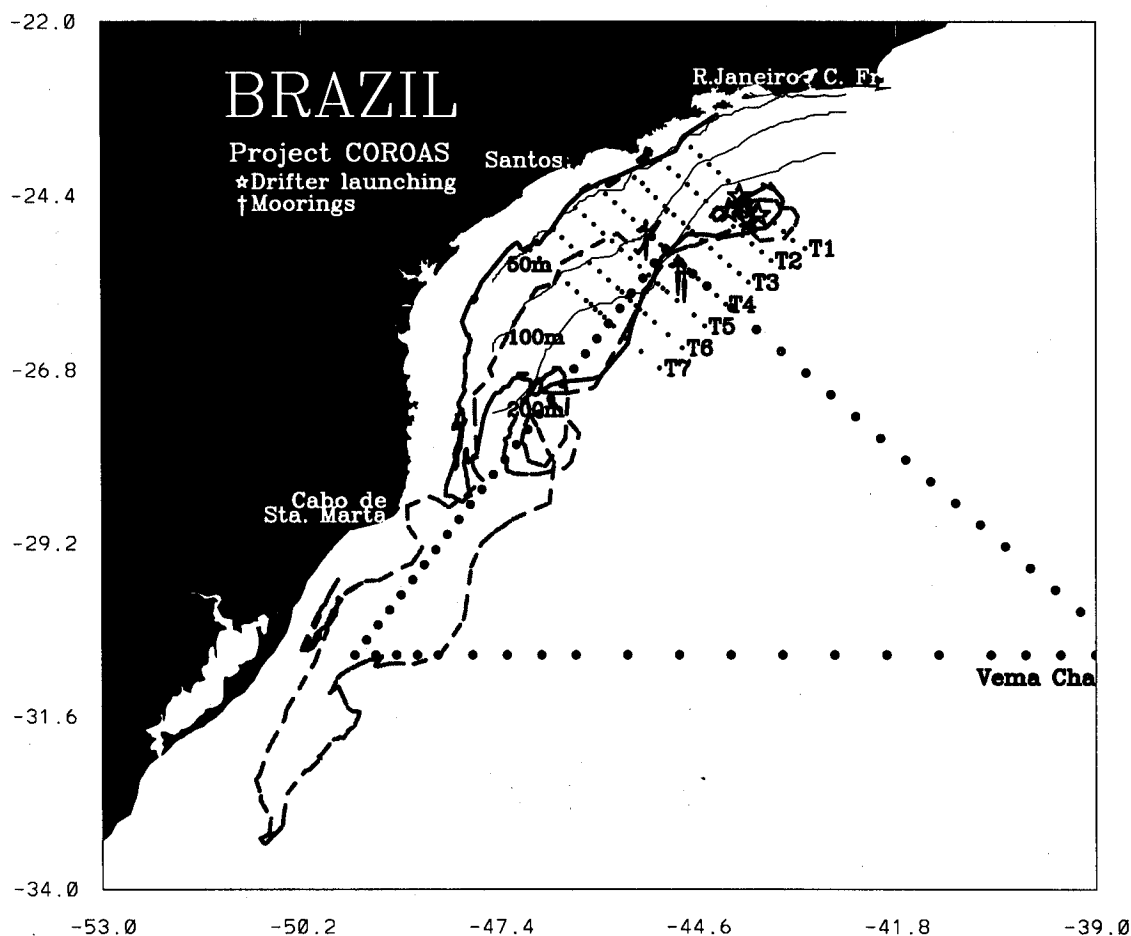 -22.0
BRAZIL
R.Janeiro / C. Fr
Project COROAS
Santos
☆Drifter launching
-24.4
†Moorings
T1
T2
50m
T3
T4
T5
100m
T6
-26.8
T7
200m
Cabo de
Sta. Marta
-29.2
Vema Cha
-31.6
-34.0
-53.0 -50.2 -47.4 -44.6 -41.8 -39.0